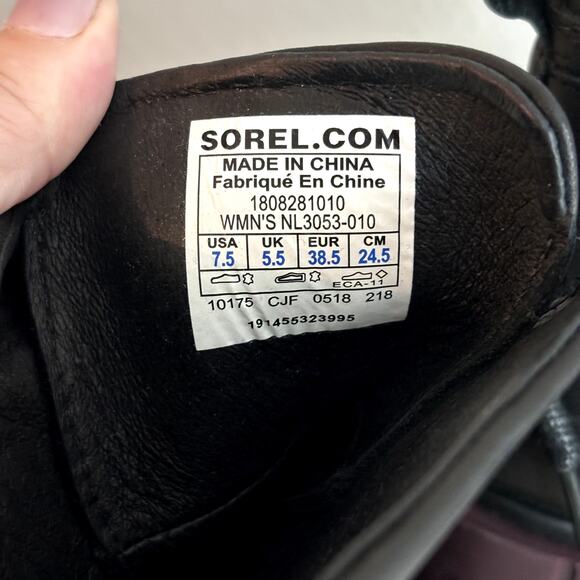 SOREL.COM
MADE IN CHINA
Fabriqué En Chine
1808281010
WMN'S NL3053-010
USA UK EUR CM
7.5 5.5 38.5 24.5
ECA-11
10175 CJF 0518 218
191455323995